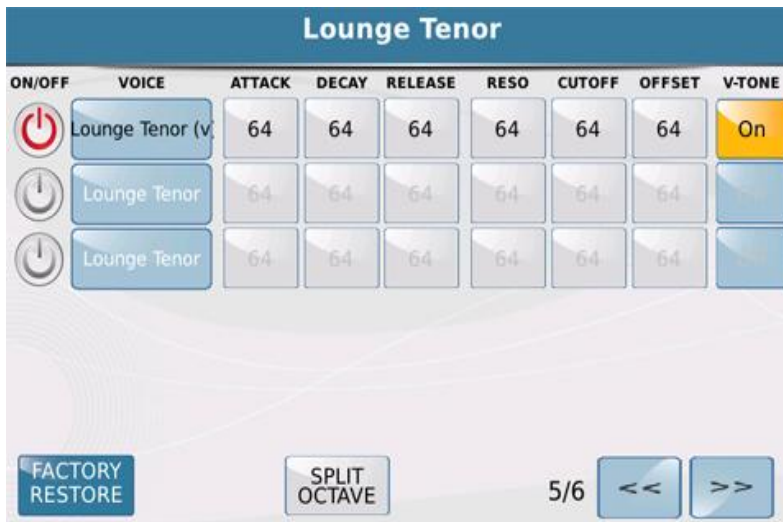 Lounge Tenor
ON/OFF VOICE ATTACK DECAY RELEASE RESO CUTOFF OFFSET V-TONE
Lounge Tenor (v 64 64 64 64 64 64 On
Lounge Tenor 64 64 64 64 64 64
Lounge Tenor 64 64 64 64 64 64
FACTORY
RESTORE
SPLIT
OCTAVE
5/6 << >>